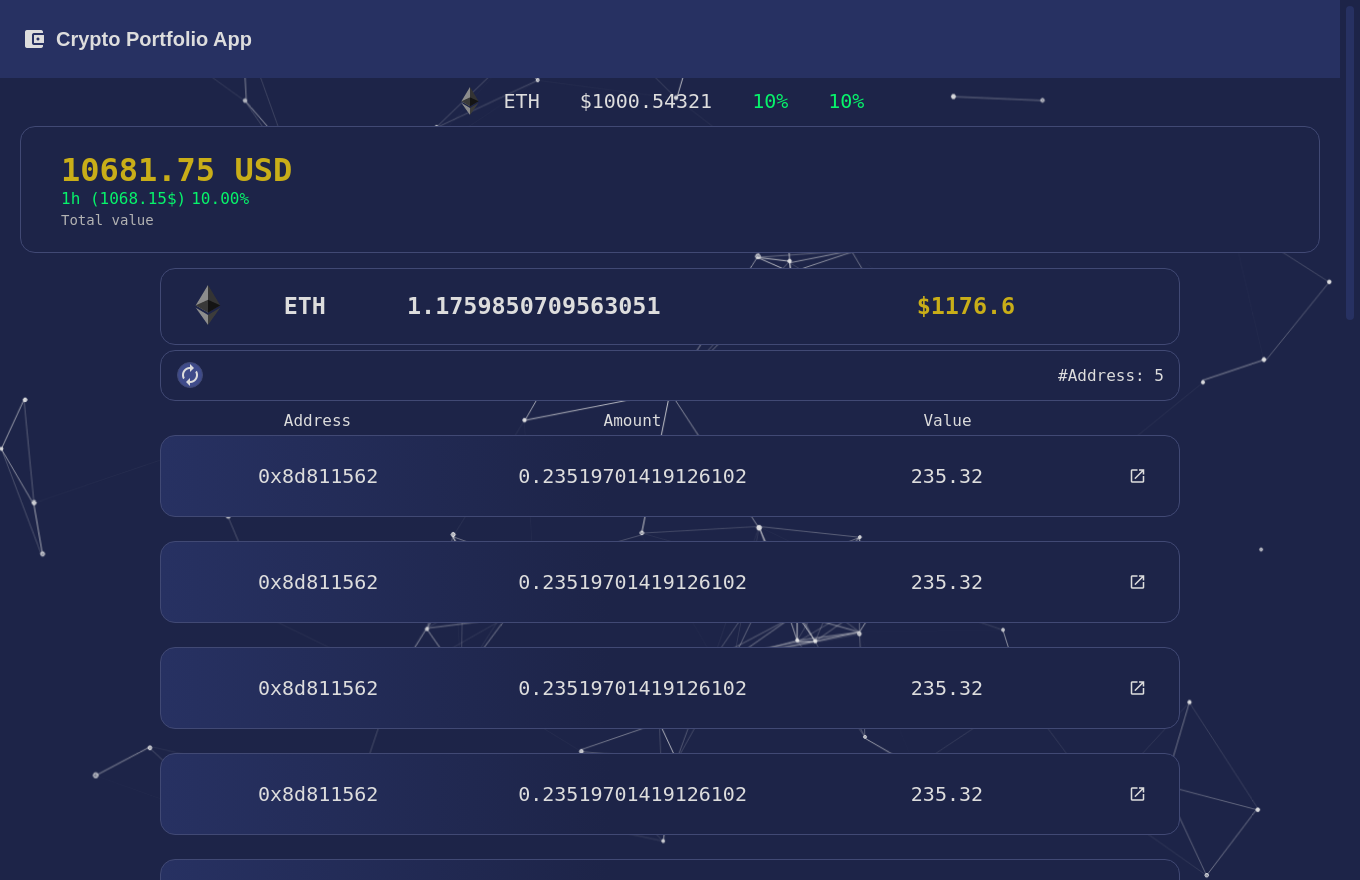 Crypto Portfolio App
ETH $1000.54321 10% 10%
10681.75 USD
1h (1068.15$) 10.00%
Total value
ETH 1.1759850709563051 $1176.6
#Address: 5
Address Amount Value
0x8d811562 0.23519701419126102 235.32
0x8d811562 0.23519701419126102 235.32
0x8d811562 0.23519701419126102 235.32
0x8d811562 0.23519701419126102 235.32